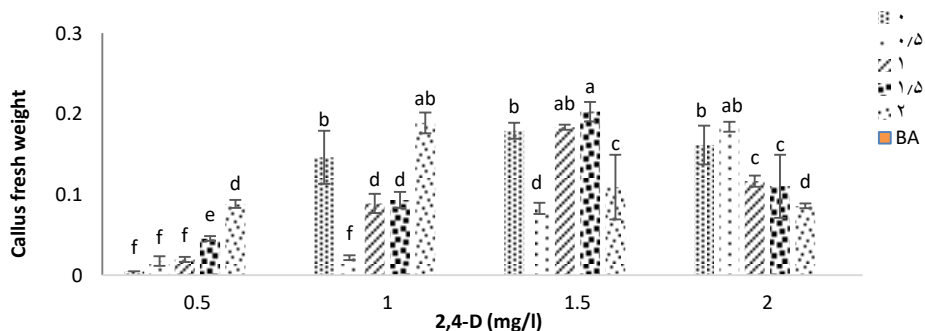 0.3
0.2
0.1
0
Callus fresh weight
f f f e d
b f d d ab
b d ab a c
b ab c c d
0.5 1 1.5 2
2,4-D (mg/l)
۰
۰٫۵
۱
۱٫۵
۲
BA